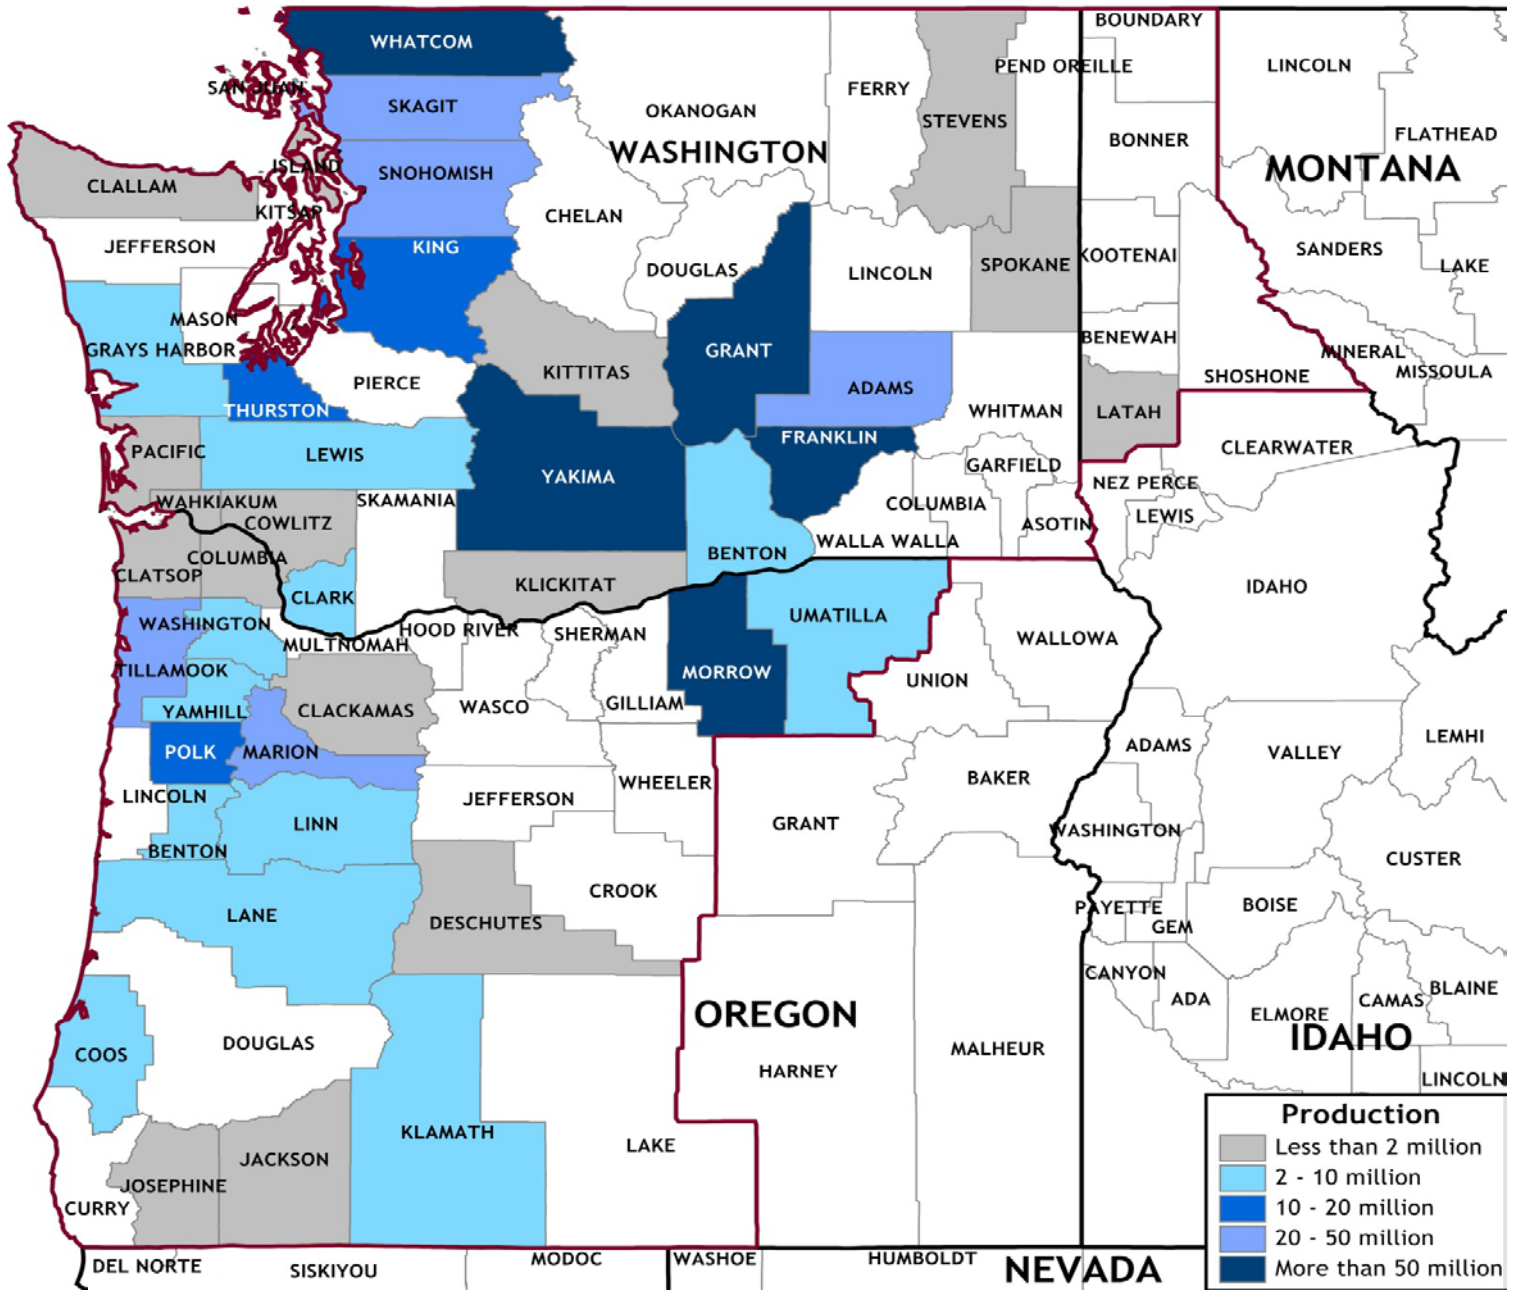 BOUNDARY
WHATCOM
LINCOLN
PEND OREILLE
SAN JUAN
SKAGIT
OKANOGAN
FERRY
STEVENS
FLATHEAD
BONNER
WASHINGTON
MONTANA
ISLAND
SNOHOMISH
CLALLAM
KITSAP
CHELAN
JEFFERSON
KING
DOUGLAS
LINCOLN
SPOKANE
KOOTENAI
SANDERS
LAKE
MASON
GRAYS HARBOR
GRANT
BENEWAH
MINERAL
MISSOULA
PIERCE
KITTITAS
ADAMS
SHOSHONE
THURSTON
WHITMAN
LATAH
FRANKLIN
PACIFIC
LEWIS
CLEARWATER
GARFIELD
YAKIMA
NEZ PERCE
WAHKIAKUM
SKAMANIA
COLUMBIA
LEWIS
COWLITZ
ASOTIN
WALLA WALLA
COLUMBIA
BENTON
CLATSOP
KLICKITAT
IDAHO
CLARK
UMATILLA
WASHINGTON
HOOD RIVER
SHERMAN
WALLOWA
MULTNOMAH
TILLAMOOK
MORROW
UNION
YAMHILL
CLACKAMAS
WASCO
GILLIAM
POLK
MARION
ADAMS
VALLEY
LEMHI
WHEELER
BAKER
LINCOLN
JEFFERSON
LINN
GRANT
WASHINGTON
BENTON
CUSTER
CROOK
LANE
DESCHUTES
PAYETTE
BOISE
GEM
CANYON
ADA
CAMAS
BLAINE
OREGON
ELMORE
IDAHO
DOUGLAS
COOS
MALHEUR
HARNEY
LINCOLN
KLAMATH
LAKE
JACKSON
JOSEPHINE
CURRY
Production
Less than 2 million
2 - 10 million
10 - 20 million
20 - 50 million
More than 50 million
DEL NORTE
SISKIYOU
MODOC
WASHOE
HUMBOLDT
NEVADA